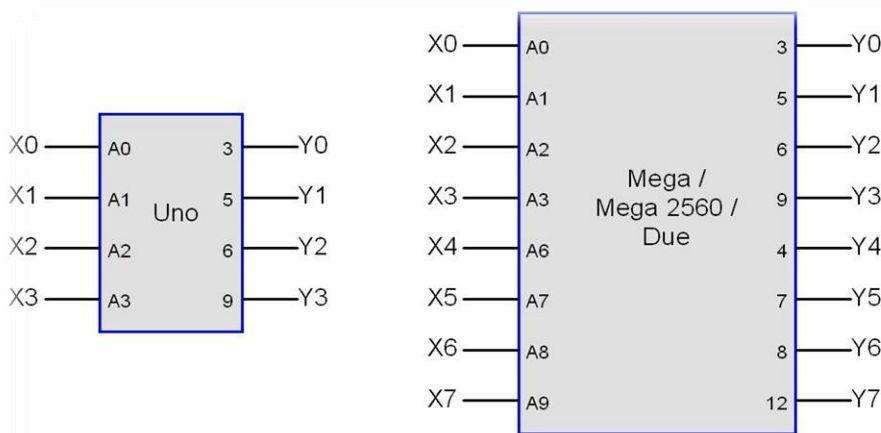 X0 A0 3 Y0
X1 A1 5 Y1
X2 A2 6 Y2
X3 A3 9 Y3
Uno
X0 A0 3 Y0
X1 A1 5 Y1
X2 A2 6 Y2
X3 A3 9 Y3
X4 A6 4 Y4
X5 A7 7 Y5
X6 A8 8 Y6
X7 A9 12 Y7
Mega /
Mega 2560 /
Due